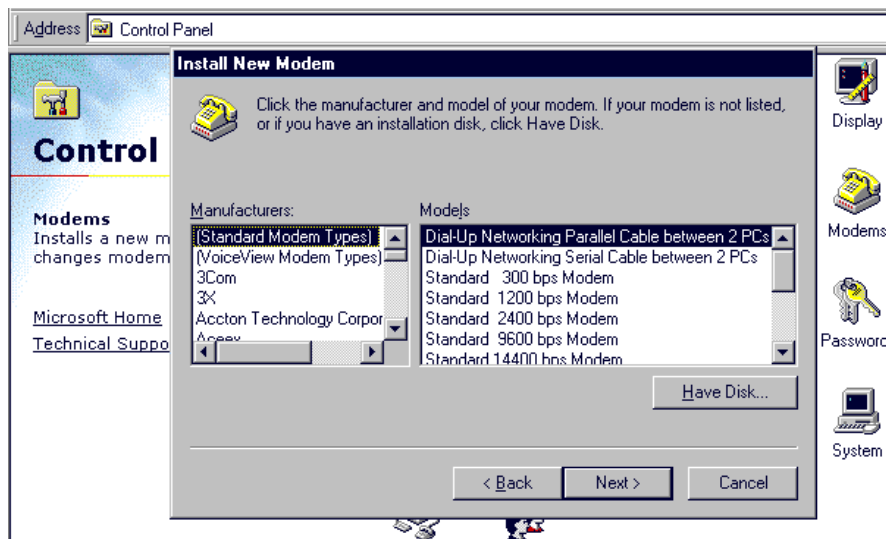 Address Control Panel
Install New Modem
Click the manufacturer and model of your modem. If your modem is not listed,
or if you have an installation disk, click Have Disk.
Control
Modems
Installs a new m
changes modem
Microsoft Home
Technical Suppo
Manufacturers:
(Standard Modem Types)
(VoiceView Modem Types)
3Com
3X
Accton Technology Corpor
Aceex
Models
Dial-Up Networking Parallel Cable between 2 PCs
Dial-Up Networking Serial Cable between 2 PCs
Standard 300 bps Modem
Standard 1200 bps Modem
Standard 2400 bps Modem
Standard 9600 bps Modem
Standard 14400 bps Modem
Have Disk...
< Back
Next >
Cancel
Display
Modems
Password
System